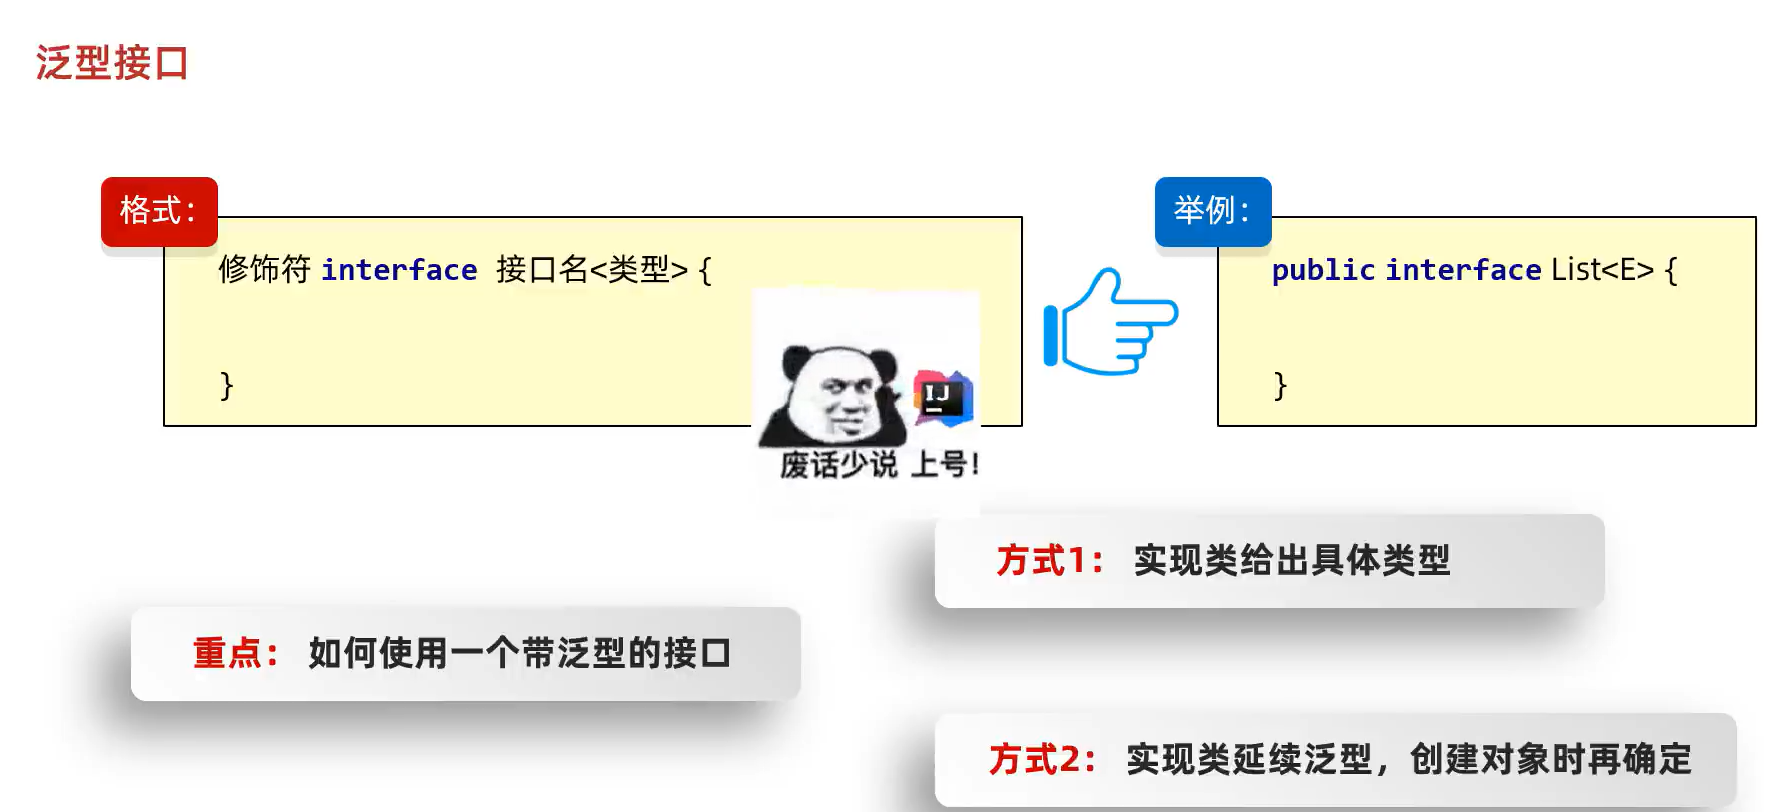 泛型接口
格式：
修饰符 interface 接口名<类型> {
}
举例：
public interface List<E> {
}
IJ
废话少说 上号！
重点： 如何使用一个带泛型的接口
方式1： 实现类给出具体类型
方式2： 实现类延续泛型，创建对象时再确定